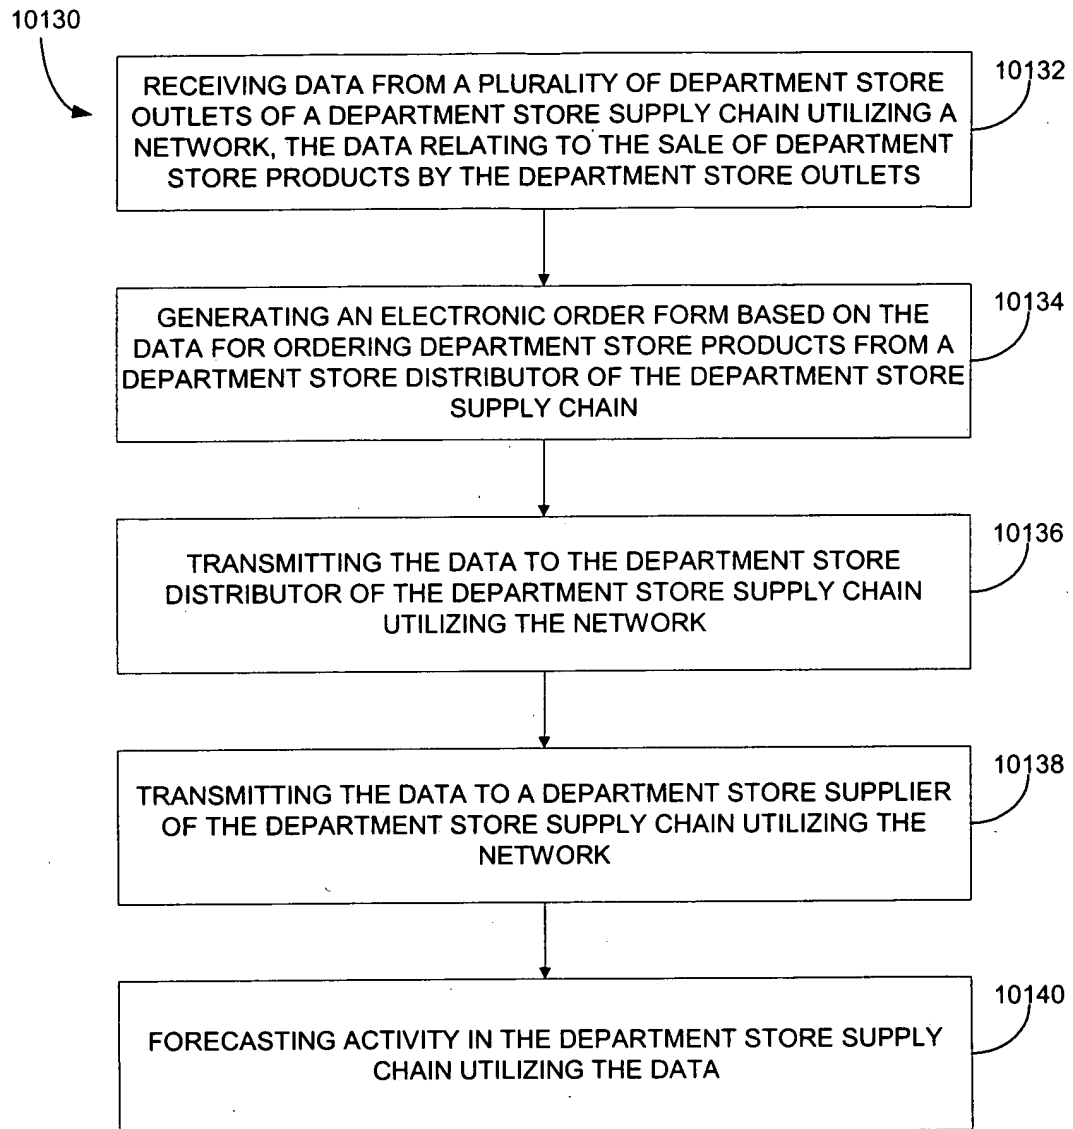 10130
RECEIVING DATA FROM A PLURALITY OF DEPARTMENT STORE
OUTLETS OF A DEPARTMENT STORE SUPPLY CHAIN UTILIZING A
NETWORK, THE DATA RELATING TO THE SALE OF DEPARTMENT
STORE PRODUCTS BY THE DEPARTMENT STORE OUTLETS
10132
GENERATING AN ELECTRONIC ORDER FORM BASED ON THE
DATA FOR ORDERING DEPARTMENT STORE PRODUCTS FROM A
DEPARTMENT STORE DISTRIBUTOR OF THE DEPARTMENT STORE
SUPPLY CHAIN
10134
TRANSMITTING THE DATA TO THE DEPARTMENT STORE
DISTRIBUTOR OF THE DEPARTMENT STORE SUPPLY CHAIN
UTILIZING THE NETWORK
10136
TRANSMITTING THE DATA TO A DEPARTMENT STORE SUPPLIER
OF THE DEPARTMENT STORE SUPPLY CHAIN UTILIZING THE
NETWORK
10138
FORECASTING ACTIVITY IN THE DEPARTMENT STORE SUPPLY
CHAIN UTILIZING THE DATA
10140